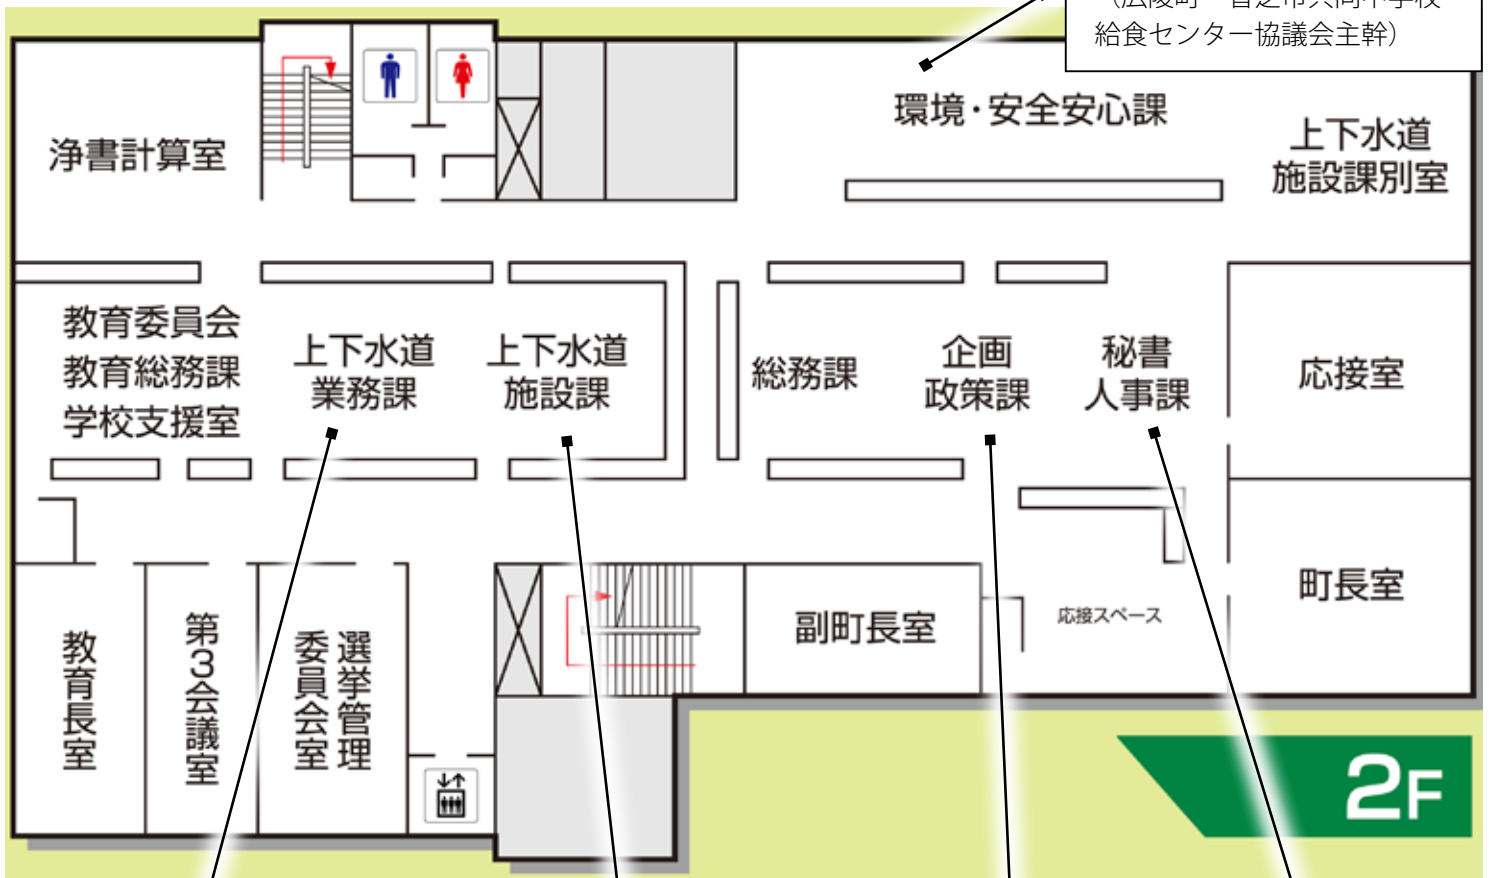 給食センター協議会主幹）
環境・安全安心課
上下水道
施設課別室
浄書計算室
教育委員会
教育総務課
学校支援室
上下水道
業務課
上下水道
施設課
総務課
企画
政策課
秘書
人事課
応接室
町長室
応接スペース
副町長室
教育長室
第3会議室
選挙管理
委員会室
2F